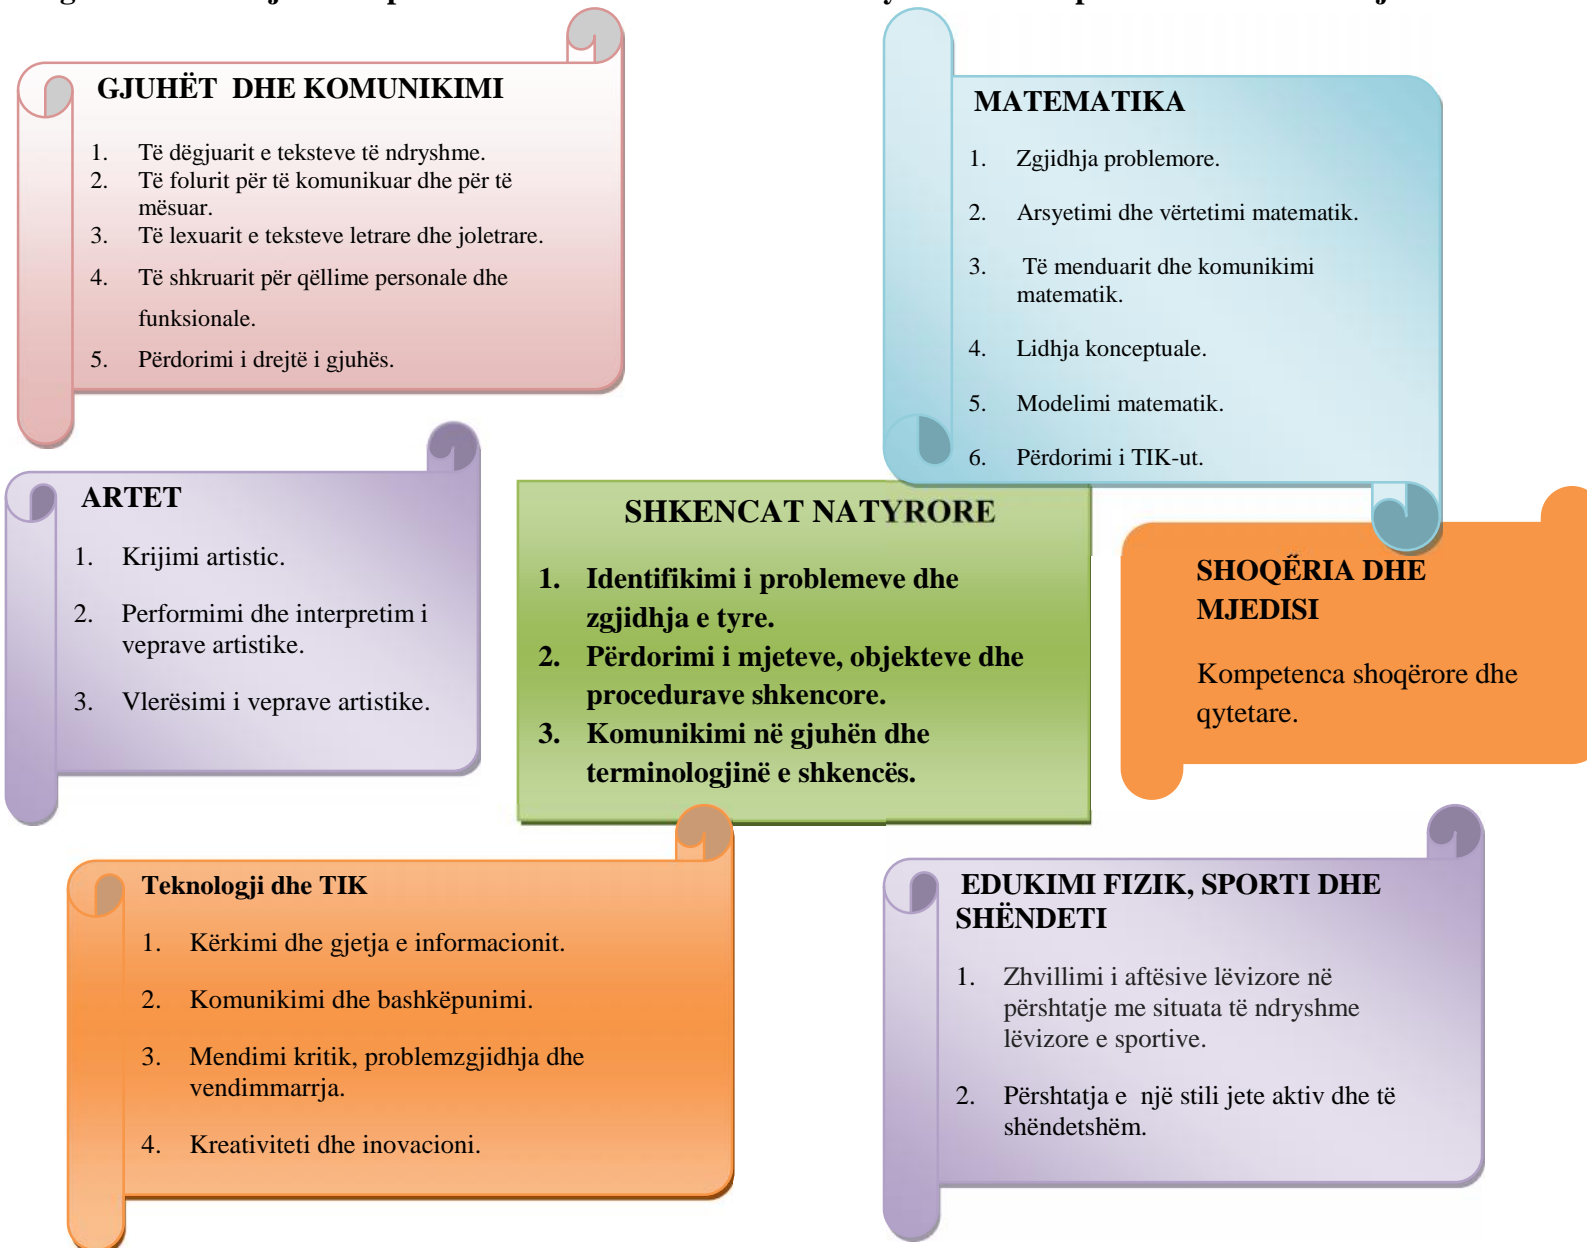 GJUHËT DHE KOMUNIKIMI
1. Të dëgjuarit e teksteve të ndryshme.
2. Të folurit për të komunikuar dhe për të
mësuar.
3. Të lexuarit e teksteve letrare dhe joletrare.
4. Të shkruarit për qëllime personale dhe
funksionale.
5. Përdorimi i drejtë i gjuhës.
MATEMATIKA
1. Zgjidhja problemore.
2. Arsyetimi dhe vërtetimi matematik.
3. Të menduarit dhe komunikimi
matematik.
4. Lidhja konceptuale.
5. Modelimi matematik.
6. Përdorimi i TIK-ut.
ARTET
1. Krijimi artistic.
2. Performimi dhe interpretim i
veprave artistike.
3. Vlerësimi i veprave artistike.
SHKENCAT NATYRORE
1. Identifikimi i problemeve dhe
zgjidhja e tyre.
2. Përdorimi i mjeteve, objekteve dhe
procedurave shkencore.
3. Komunikimi në gjuhën dhe
terminologjinë e shkencës.
SHOQËRIA DHE
MJEDISI
Kompetenca shoqërore dhe
qytetare.
Teknologji dhe TIK
1. Kërkimi dhe gjetja e informacionit.
2. Komunikimi dhe bashkëpunimi.
3. Mendimi kritik, problemzgjidhja dhe
vendimmarrja.
4. Kreativiteti dhe inovacioni.
EDUKIMI FIZIK, SPORTI DHE
SHËNDETI
1. Zhvillimi i aftësive lëvizore në
përshtatje me situata të ndryshme
lëvizore e sportive.
2. Përshtatja e një stili jete aktiv dhe të
shëndetshëm.